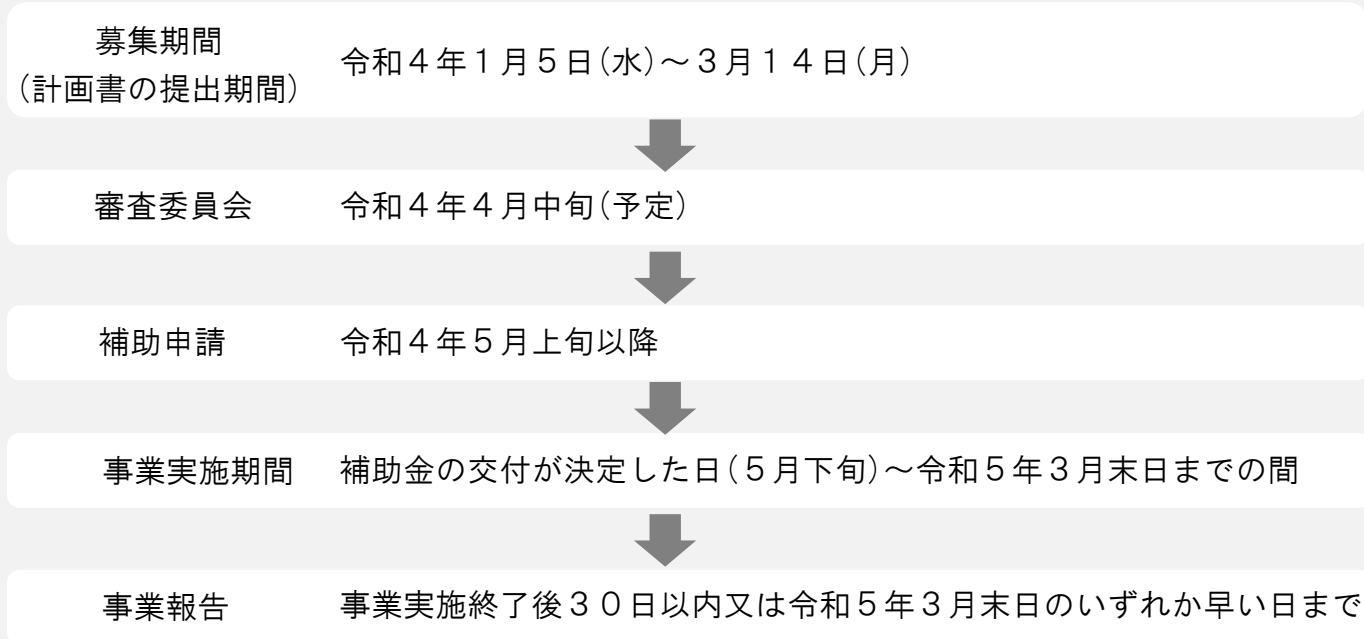 募集期間
（計画書の提出期間）
令和４年１月５日（水）～３月１４日（月）
審査委員会
令和４年４月中旬（予定）
補助申請
令和４年５月上旬以降
事業実施期間
補助金の交付が決定した日（５月下旬）～令和５年３月末日までの間
事業報告
事業実施終了後３０日以内又は令和５年３月末日のいずれか早い日まで